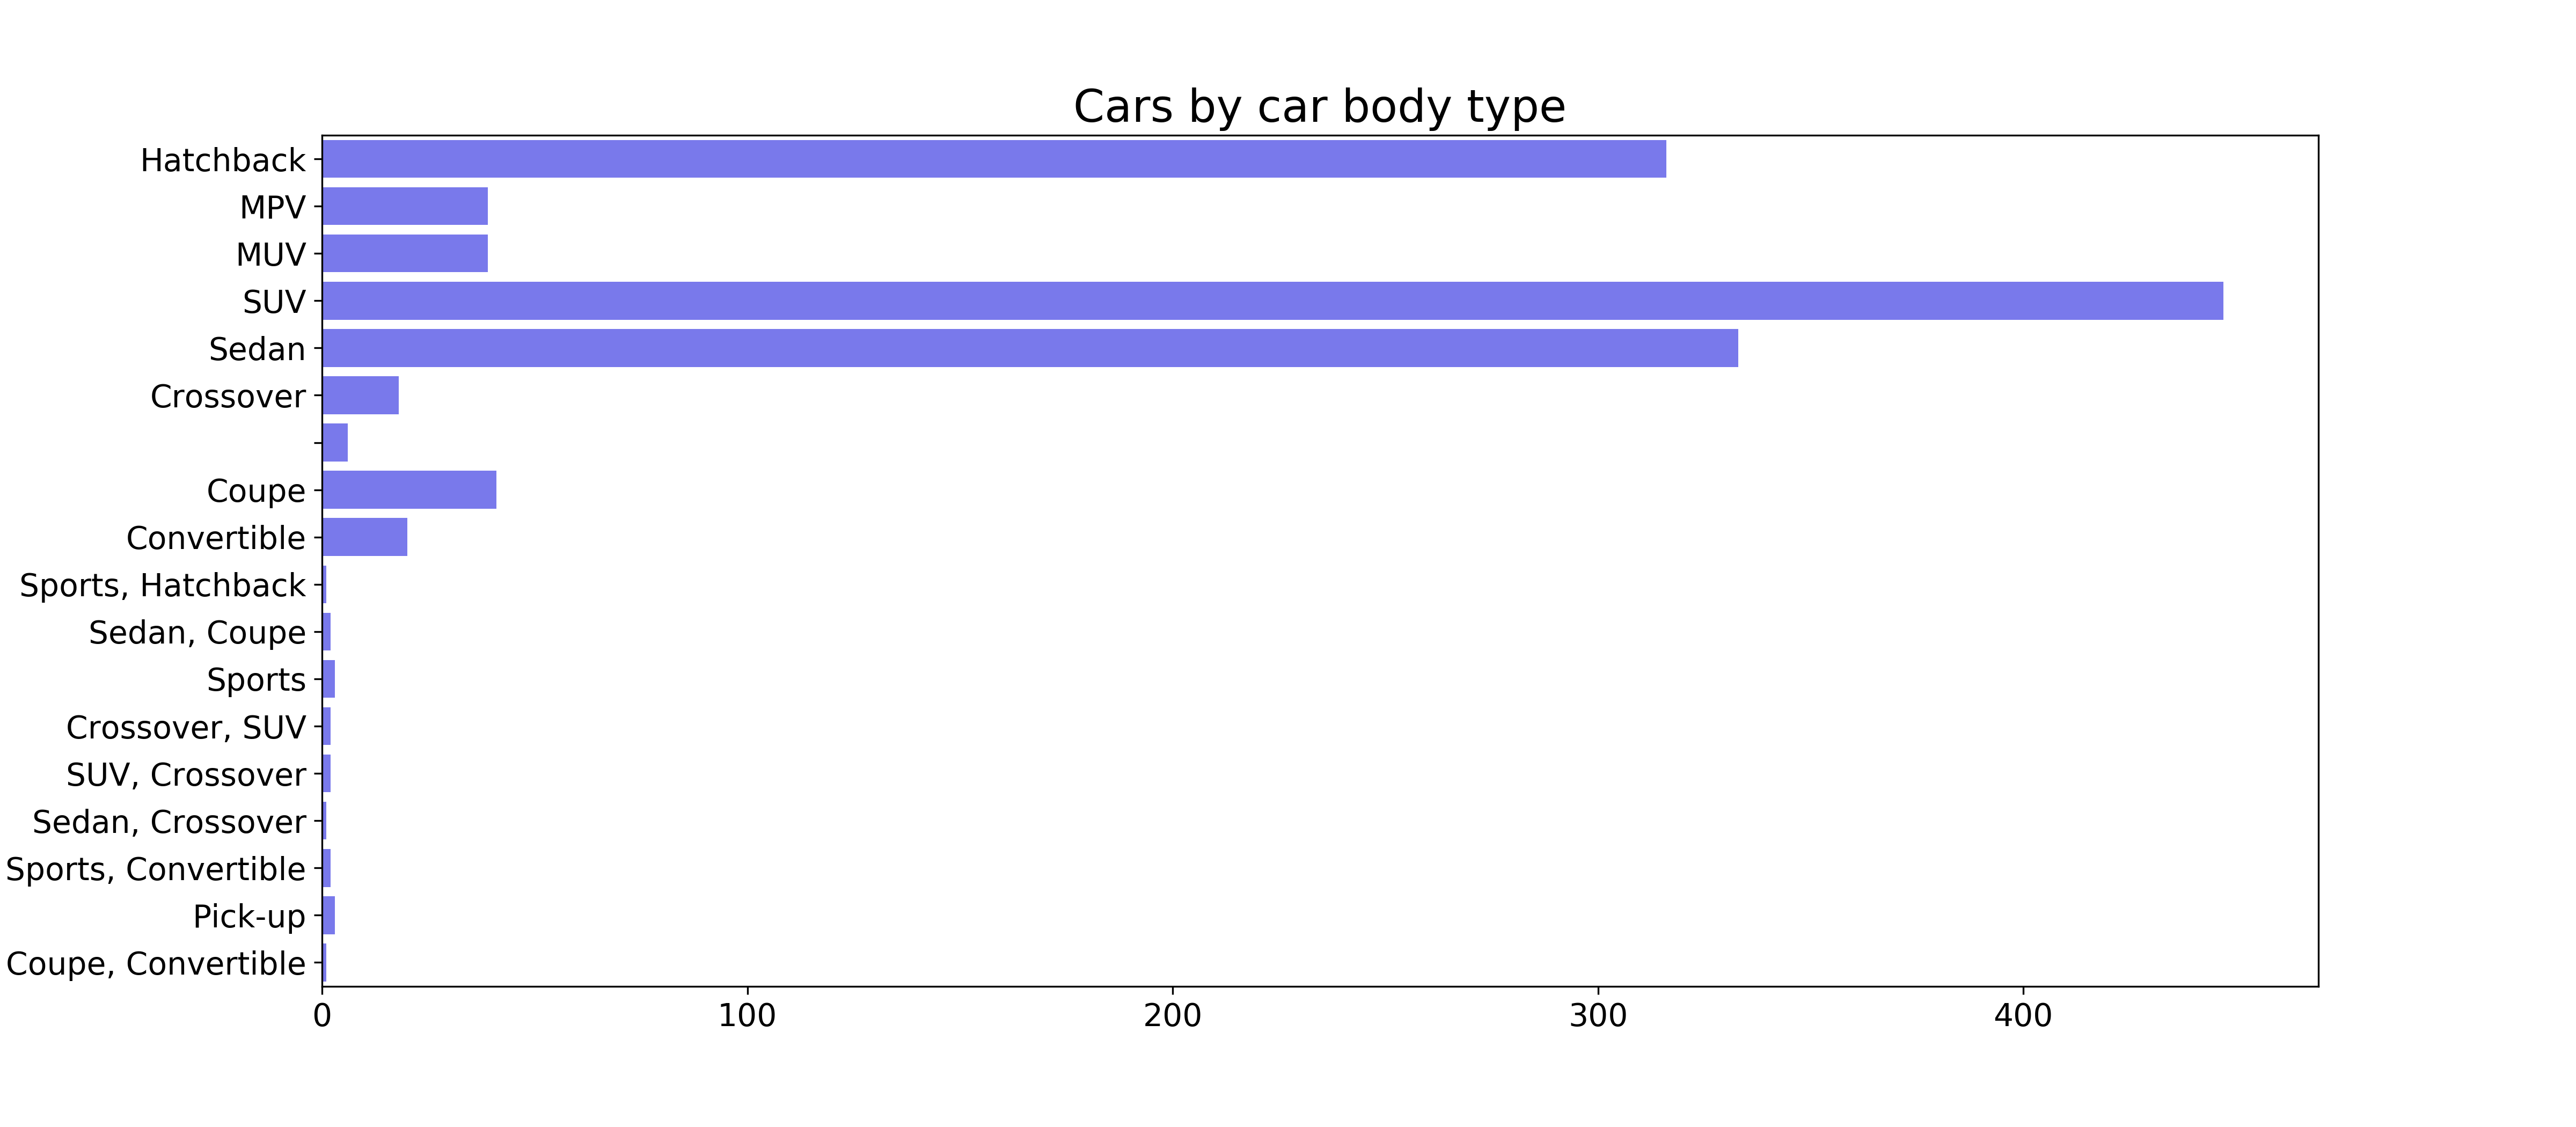 Cars by car body type
Hatchback
MPV
MUV
SUV
Sedan
Crossover
Coupe
Convertible
Sports, Hatchback
Sedan, Coupe
Sports
Crossover, SUV
SUV, Crossover
Sedan, Crossover
Sports, Convertible
Pick-up
Coupe, Convertible
0 100 200 300 400